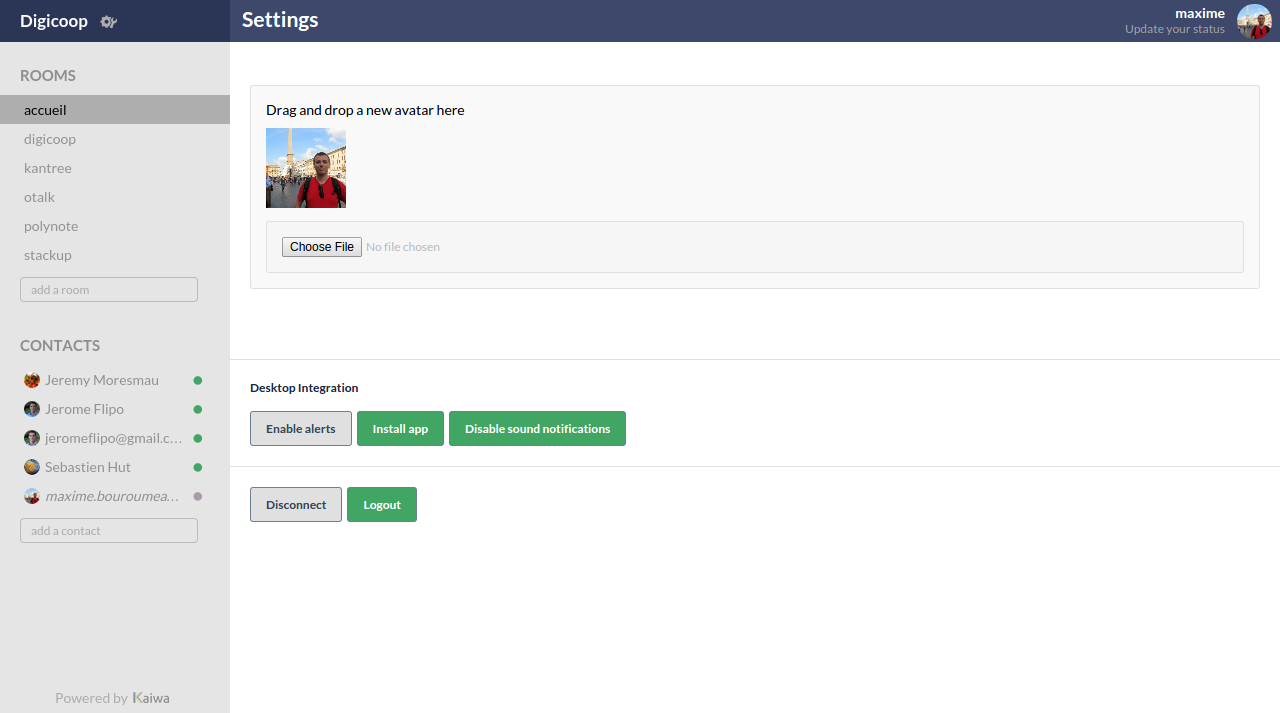 Digicoop
Settings
maxime
Update your status
ROOMS
accueil
digicoop
kantree
otalk
polynote
stackup
add a room
CONTACTS
Jeremy Moresmau
Jerome Flipo
jeromeflipo@gmail.c...
Sebastien Hut
maxime.bouroumea...
add a contact
Powered by Kaiwa
Drag and drop a new avatar here
Choose File No file chosen
Desktop Integration
Enable alerts Install app Disable sound notifications
Disconnect Logout